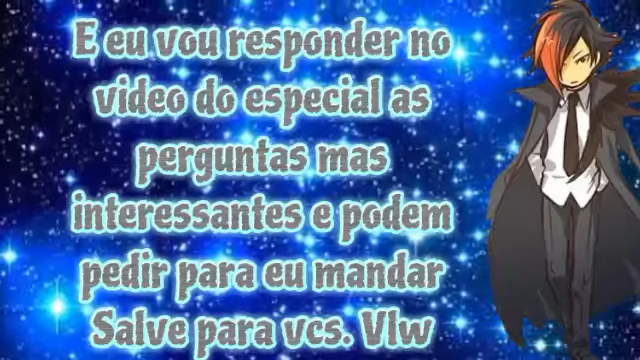 E eu vou responder no
video do especial as
perguntas mas
interessantes e podem
pedir para eu mandar
Salve para vcs. Vlw